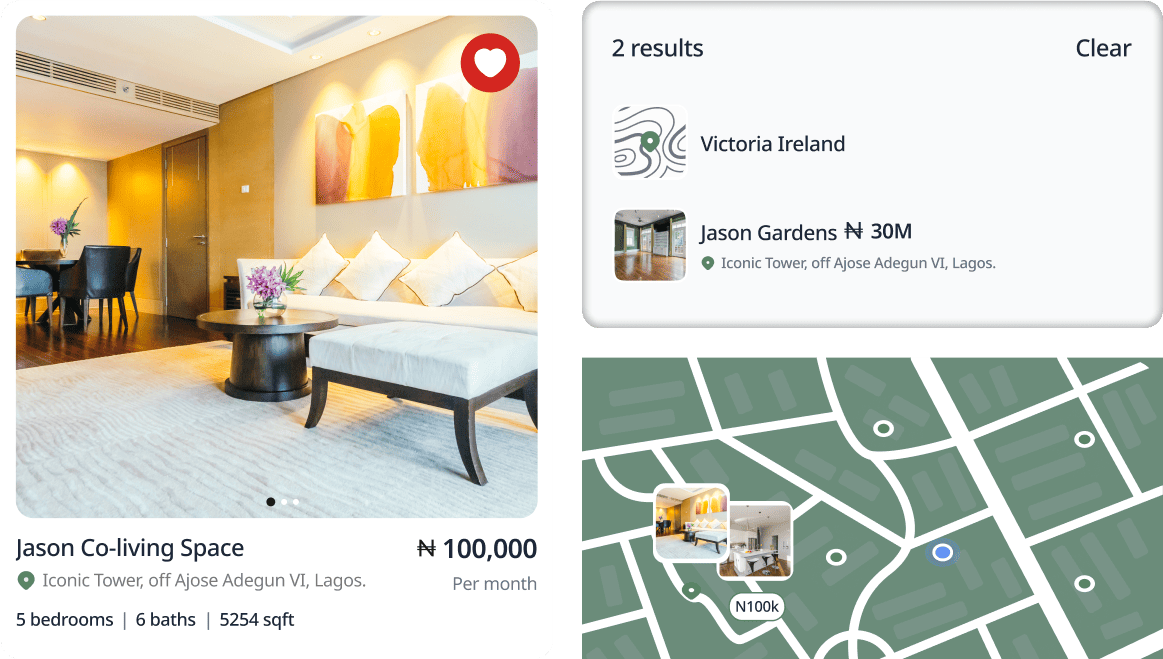 Jason Co-living Space
₦ 100,000
Iconic Tower, off Ajose Adegun VI, Lagos.
Per month
5 bedrooms | 6 baths | 5254 sqft
2 results
Clear
Victoria Ireland
Jason Gardens ₦ 30M
Iconic Tower, off Ajose Adegun VI, Lagos.
N100k